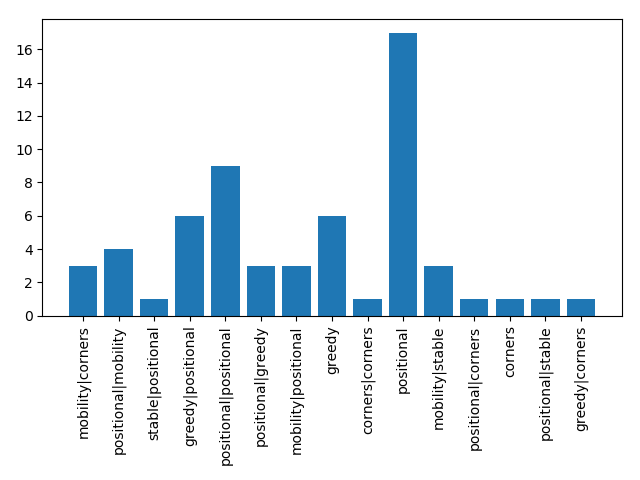 16
14
12
10
8
6
4
2
0
mobility|corners
positional|mobility
stable|positional
greedy|positional
positional|positional
positional|greedy
mobility|positional
greedy
corners|corners
positional
mobility|stable
positional|corners
corners
positional|stable
greedy|corners